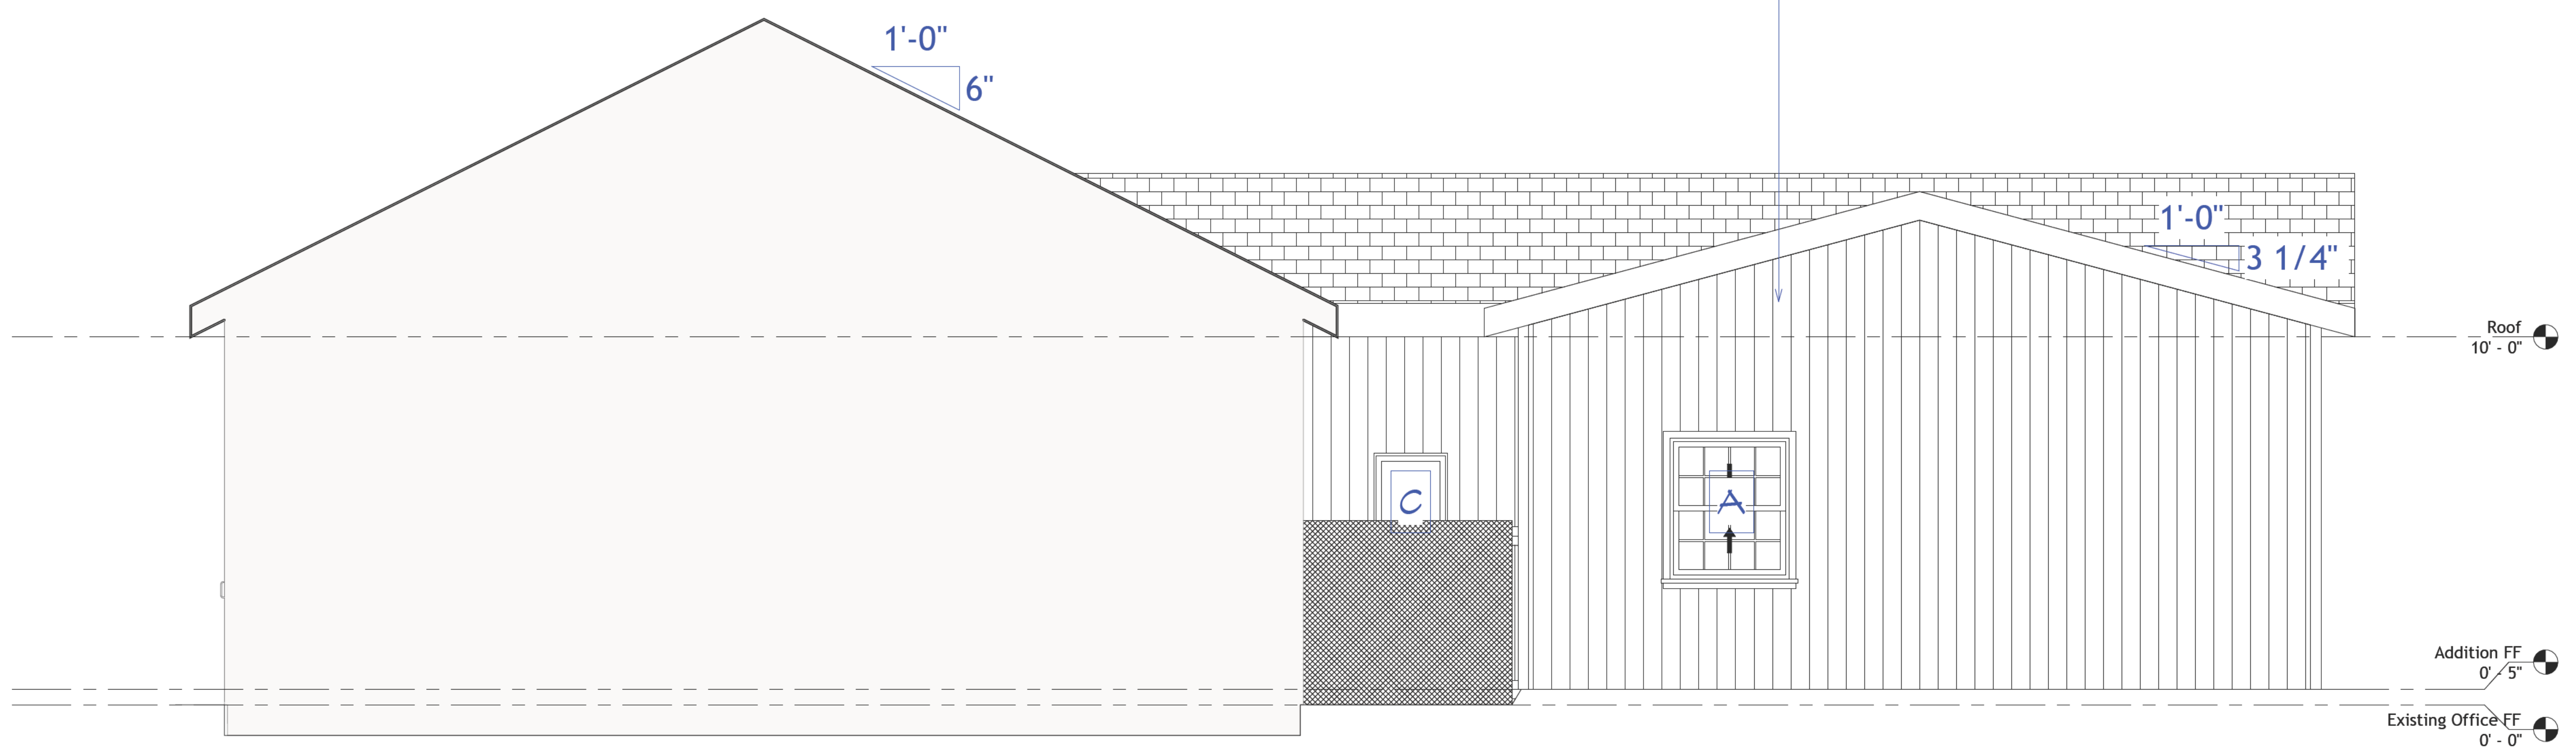 1'-0"
6"
1'-0"
3 1/4"
Roof
10' - 0"
C
A
Addition FF
0' - 5"
Existing Office FF
0' - 0"